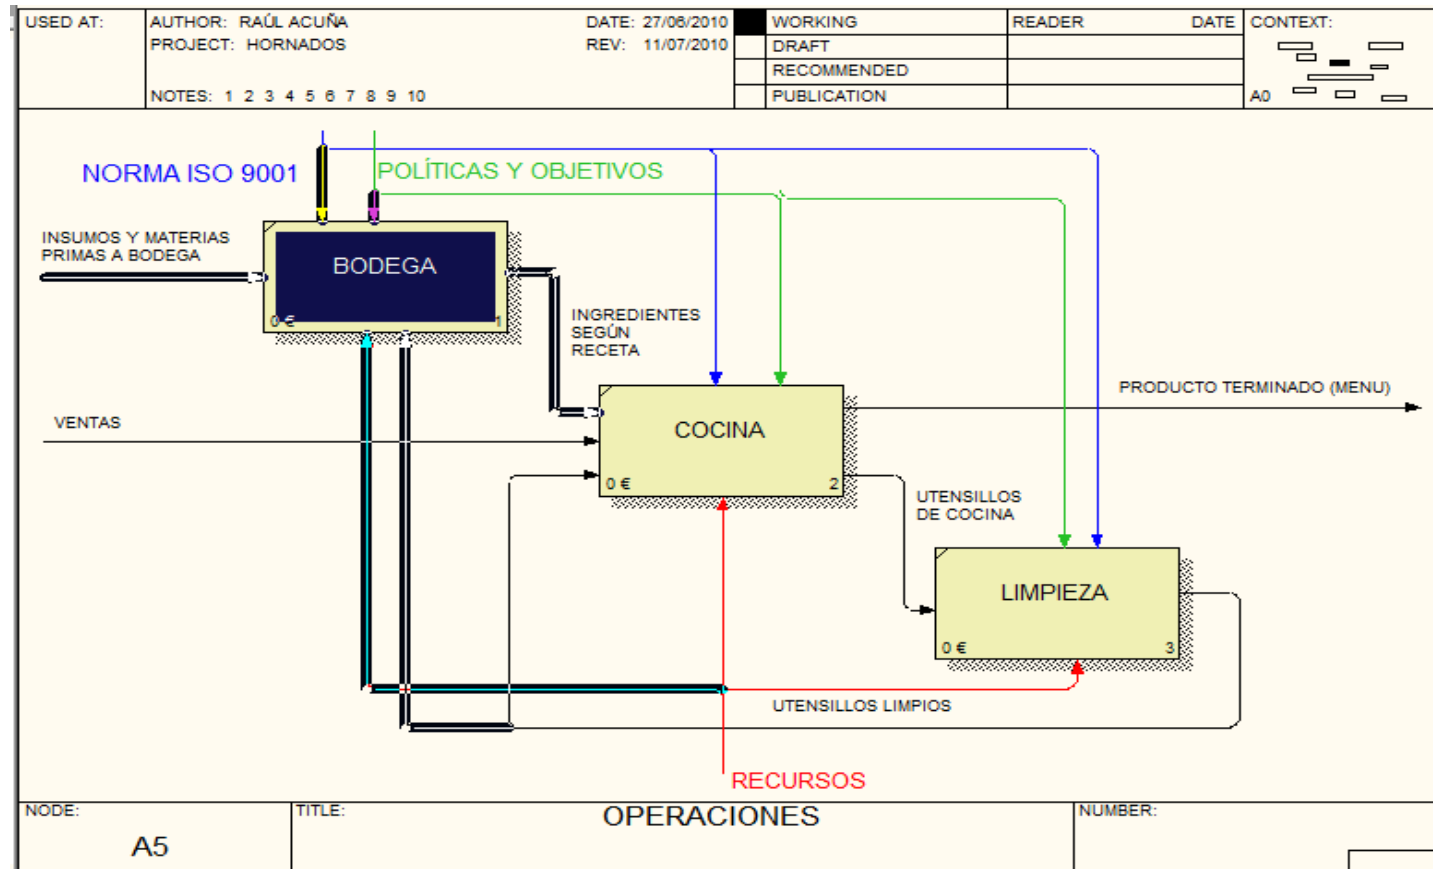 USED AT:
AUTHOR: RAÚL ACUÑA
DATE: 27/06/2010
WORKING
READER
DATE
CONTEXT:
PROJECT: HORNADOS
REV: 11/07/2010
DRAFT
RECOMMENDED
NOTES: 1 2 3 4 5 6 7 8 9 10
PUBLICATION
A0
NORMA ISO 9001
POLÍTICAS Y OBJETIVOS
INSUMOS Y MATERIAS
PRIMAS A BODEGA
BODEGA
0 €
1
INGREDIENTES
SEGÚN
RECETA
PRODUCTO TERMINADO (MENU)
VENTAS
COCINA
0 €
2
UTENSILLOS
DE COCINA
LIMPIEZA
0 €
3
UTENSILLOS LIMPIOS
RECURSOS
NODE:
TITLE:
OPERACIONES
NUMBER:
A5